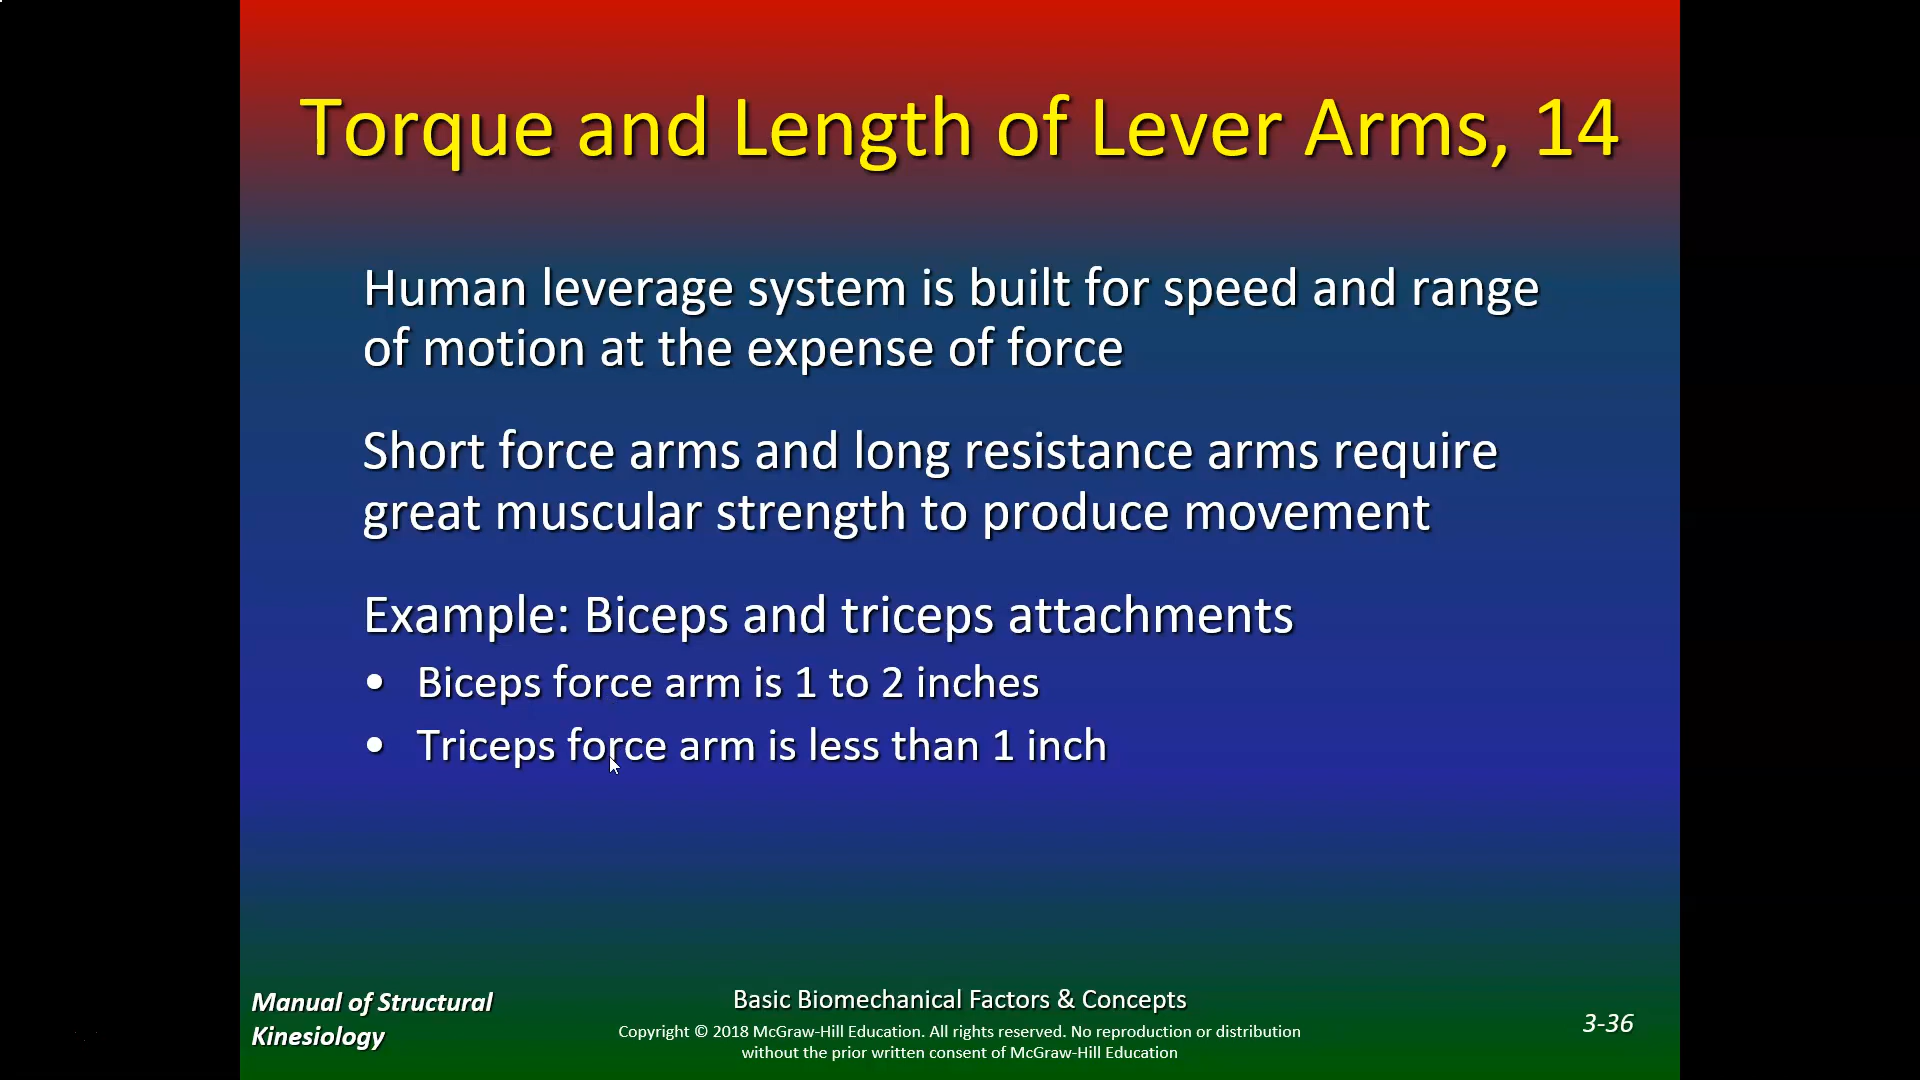 Torque and Length of Lever Arms, 14
Human leverage system is built for speed and range
of motion at the expense of force
Short force arms and long resistance arms require
great muscular strength to produce movement
Example: Biceps and triceps attachments
• Biceps force arm is 1 to 2 inches
• Triceps force arm is less than 1 inch
Manual of Structural
Kinesiology
Basic Biomechanical Factors & Concepts
Copyright © 2018 McGraw-Hill Education. All rights reserved. No reproduction or distribution
without the prior written consent of McGraw-Hill Education
3-36